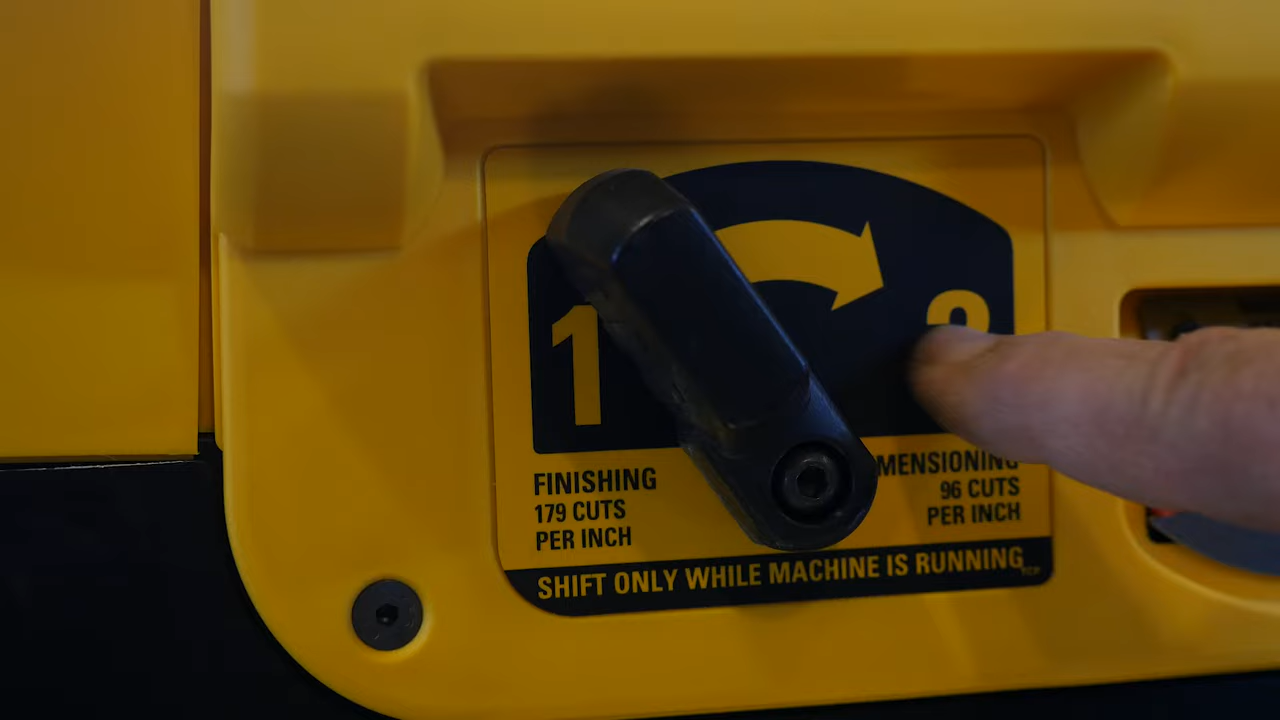 1
FINISHING
179 CUTS
PER INCH
MENSIONING
96 CUTS
PER INCH
SHIFT ONLY WHILE MACHINE IS RUNNING